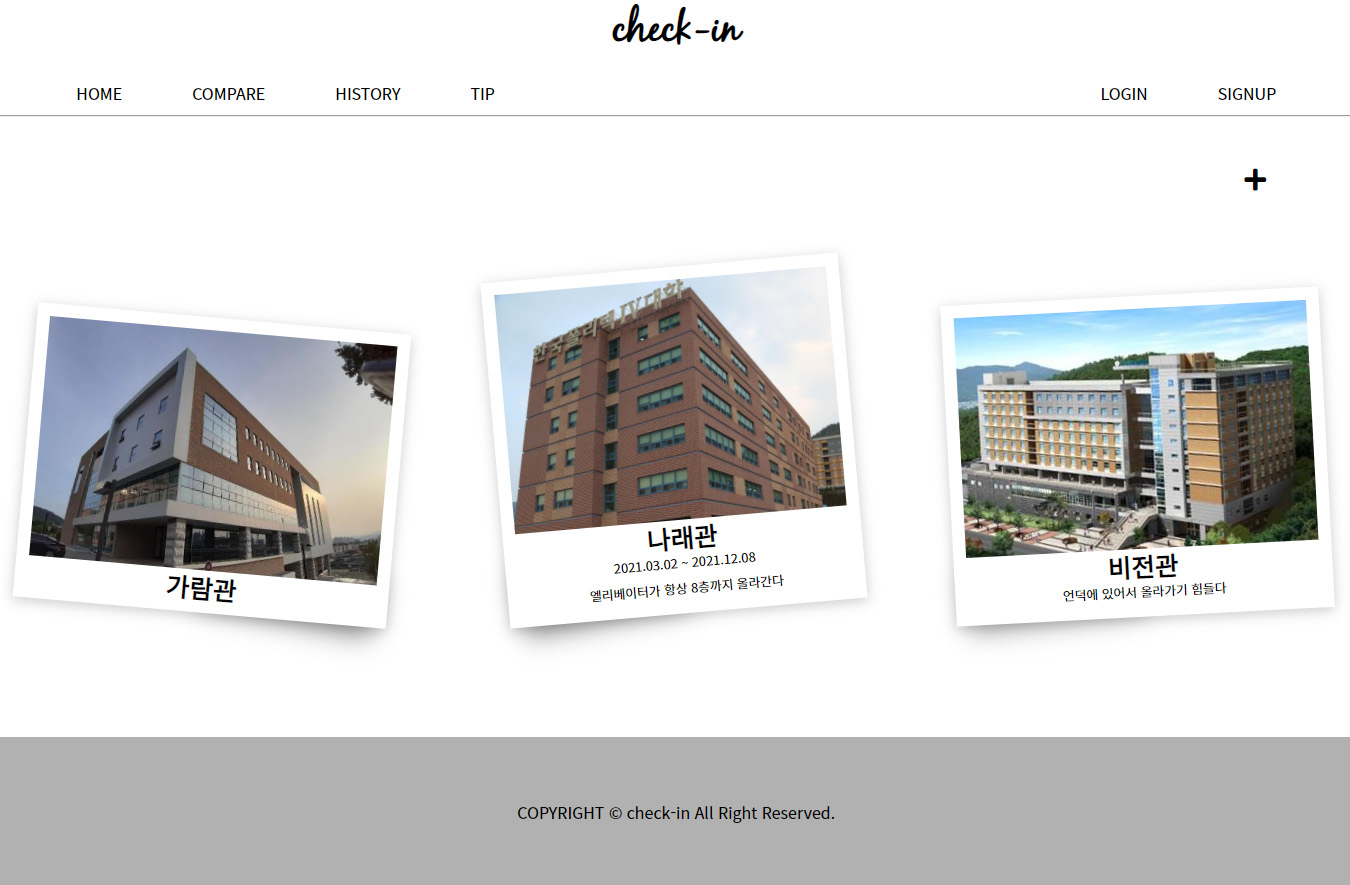 check-in
HOME COMPARE HISTORY TIP LOGIN SIGNUP
+
한국폴리텍IV대학
가람관
나래관
2021.03.02 ~ 2021.12.08
엘리베이터가 항상 8층까지 올라간다
비전관
언덕에 있어서 올라가기 힘들다
COPYRIGHT © check-in All Right Reserved.